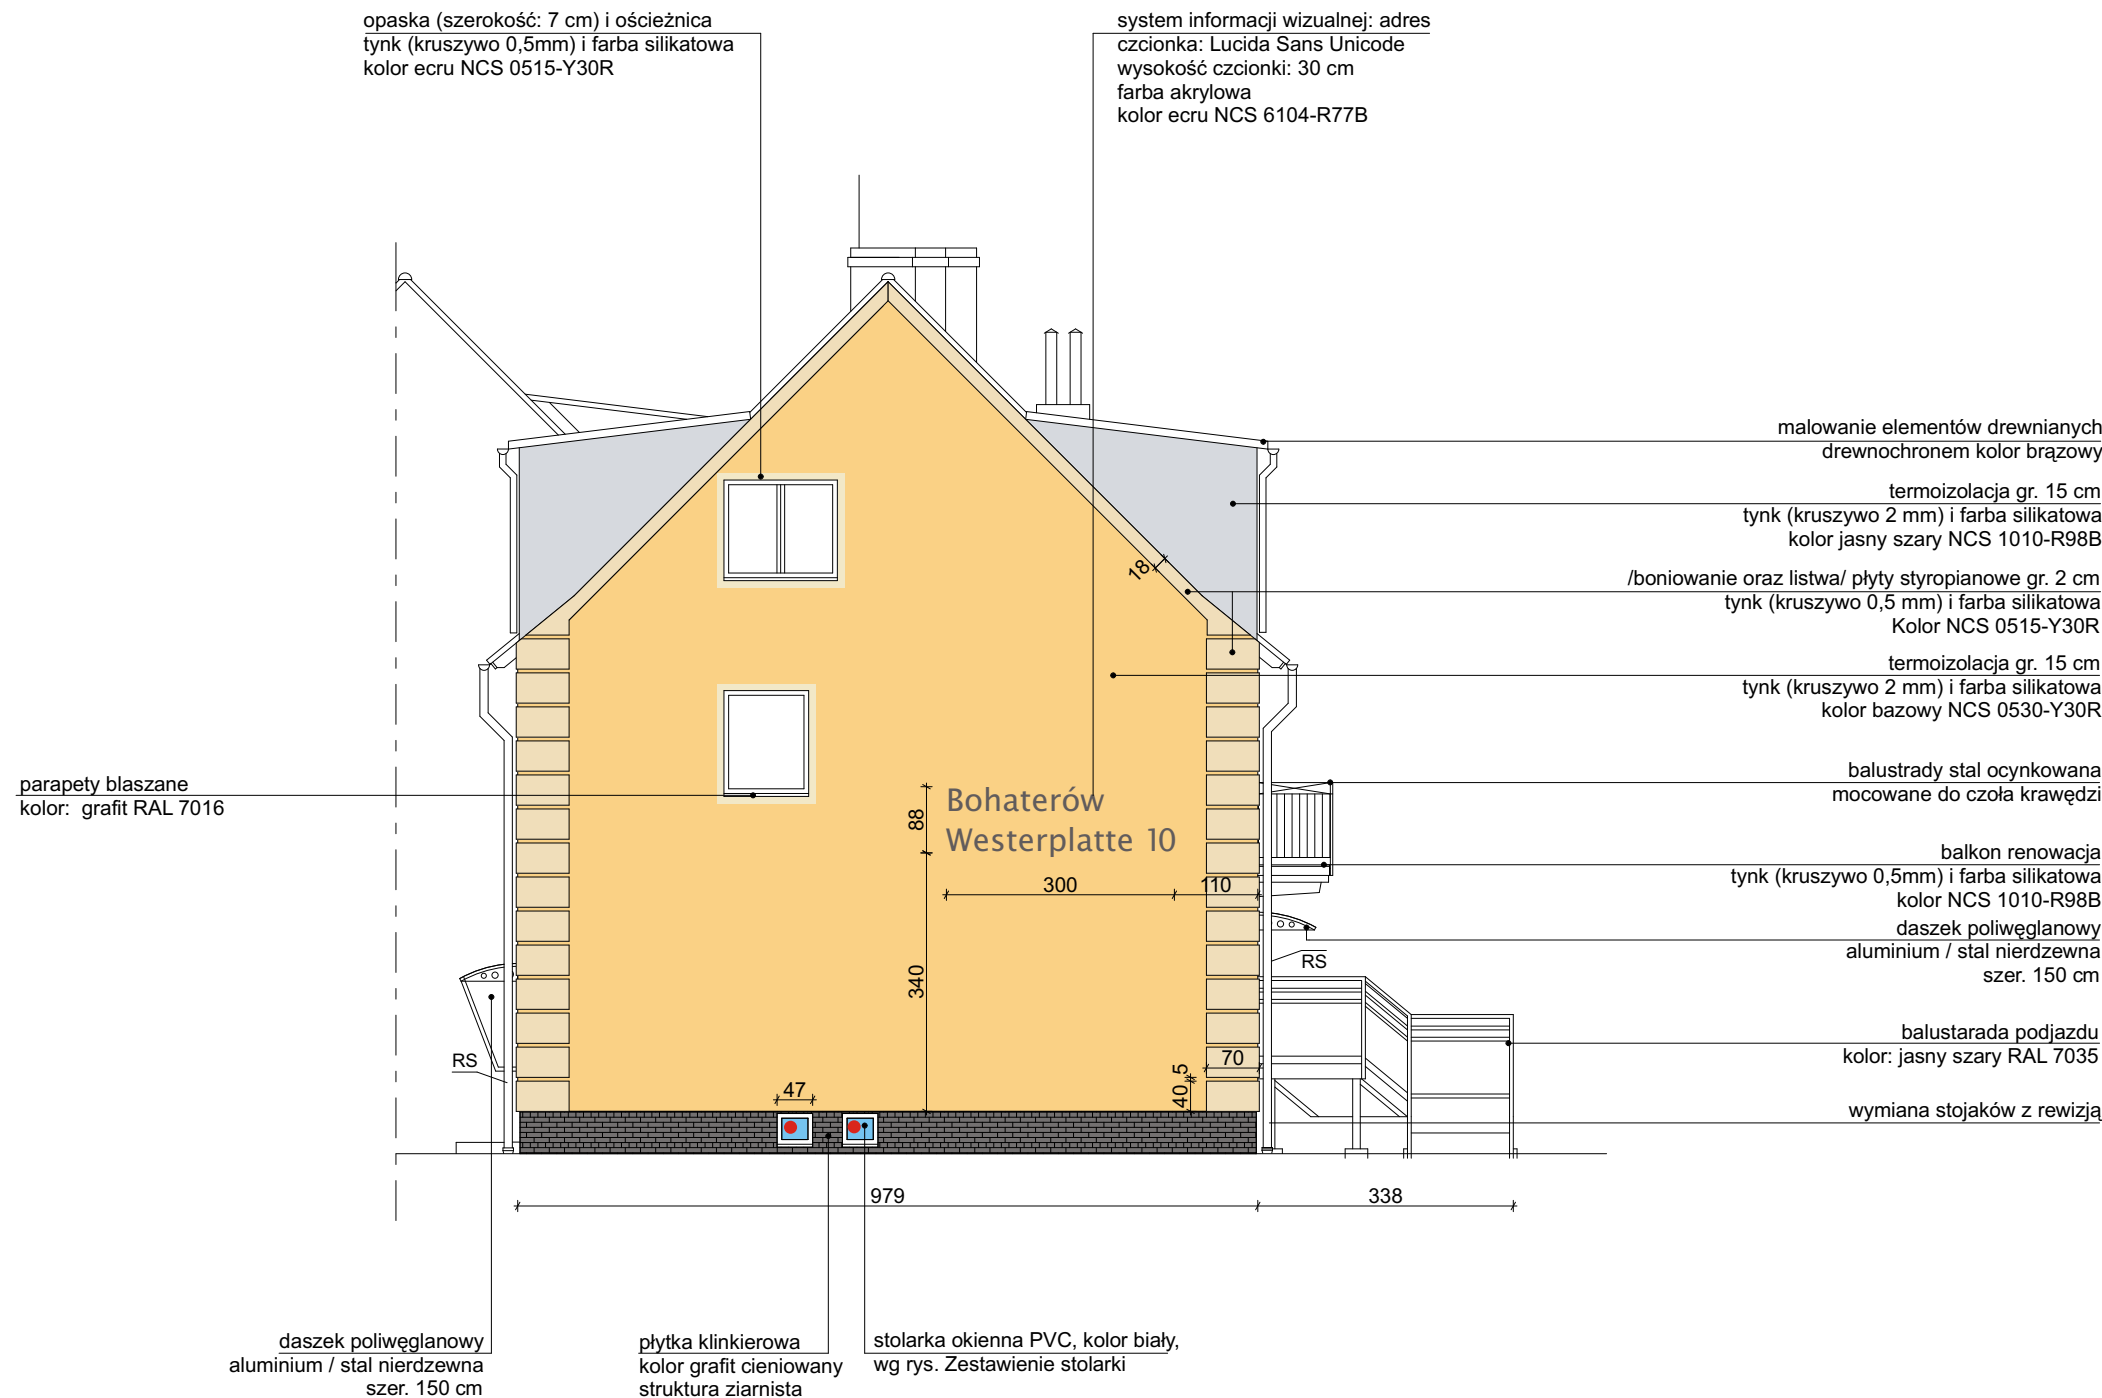 opaska (szerokość: 7 cm) i ościeżnica
tynk (kruszywo 0,5mm) i farba silikatowa
kolor ecru NCS 0515-Y30R
system informacji wizualnej: adres
czcionka: Lucida Sans Unicode
wysokość czcionki: 30 cm
farba akrylowa
kolor ecru NCS 6104-R77B
malowanie elementów drewnianych
drewnochronem kolor brązowy
termoizolacja gr. 15 cm
tynk (kruszywo 2 mm) i farba silikatowa
kolor jasny szary NCS 1010-R98B
/boniowanie oraz listwa/ płyty styropianowe gr. 2 cm
tynk (kruszywo 0,5 mm) i farba silikatowa
Kolor NCS 0515-Y30R
termoizolacja gr. 15 cm
tynk (kruszywo 2 mm) i farba silikatowa
kolor bazowy NCS 0530-Y30R
balustrady stal ocynkowana
mocowane do czoła krawędzi
balkon renowacja
tynk (kruszywo 0,5mm) i farba silikatowa
kolor NCS 1010-R98B
daszek poliwęglanowy
aluminium / stal nierdzewna
szer. 150 cm
balustarada podjazdu
kolor: jasny szary RAL 7035
wymiana stojaków z rewizją
parapety blaszane
kolor: grafit RAL 7016
18
Bohaterów
Westerplatte 10
88
300
110
340
RS
RS
70
5
40
47
979
338
daszek poliwęglanowy
aluminium / stal nierdzewna
szer. 150 cm
płytka klinkierowa
kolor grafit cieniowany
struktura ziarnista
stolarka okienna PVC, kolor biały,
wg rys. Zestawienie stolarki